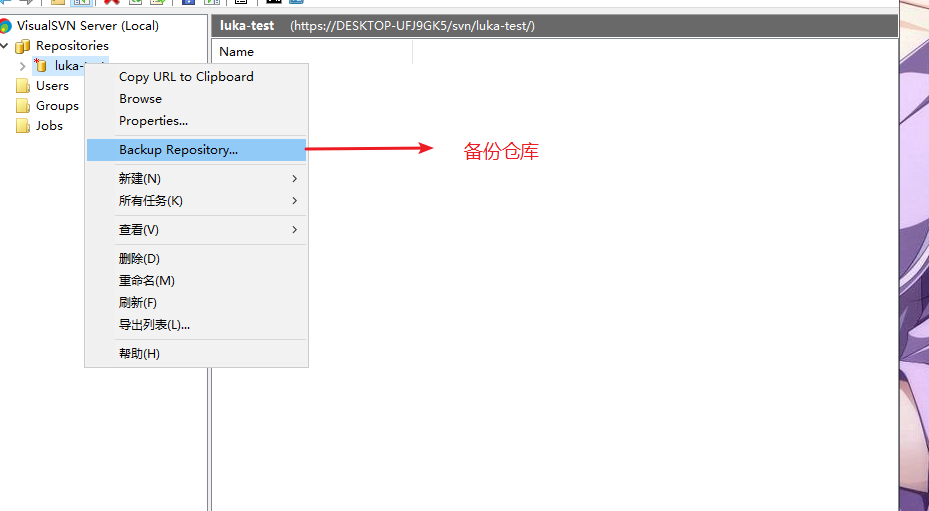 VisualSVN Server (Local)
Repositories
Users
Groups
Jobs
luka-test (https://DESKTOP-UFJ9GK5/svn/luka-test/)
Name
Copy URL to Clipboard
Browse
Properties...
Backup Repository...
新建(N)
所有任务(K)
查看(V)
删除(D)
重命名(M)
刷新(F)
导出列表(L)...
帮助(H)
备份仓库